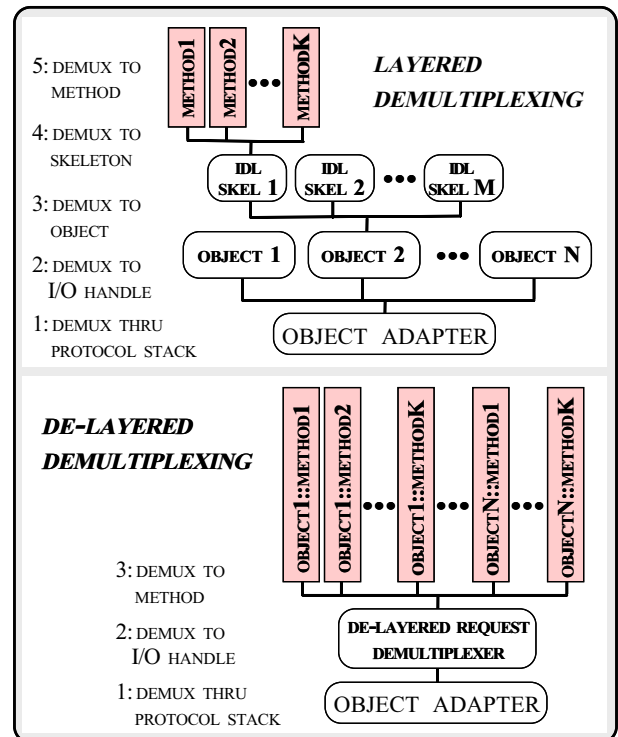 LAYERED
DEMULTIPLEXING
METHOD1
METHOD2
•••
METHODK
5: DEMUX TO
METHOD
4: DEMUX TO
SKELETON
3: DEMUX TO
OBJECT
2: DEMUX TO
I/O HANDLE
1: DEMUX THRU
PROTOCOL STACK
IDL
SKEL 1
IDL
SKEL 2
•••
IDL
SKEL M
OBJECT 1
OBJECT 2
•••
OBJECT N
OBJECT ADAPTER
DE-LAYERED
DEMULTIPLEXING
OBJECT1::METHOD1
OBJECT1::METHOD2
•••
OBJECT1::METHODK
•••
OBJECTN::METHOD1
•••
OBJECTN::METHODK
3: DEMUX TO
METHOD
2: DEMUX TO
I/O HANDLE
1: DEMUX THRU
PROTOCOL STACK
DE-LAYERED REQUEST
DEMULTIPLEXER
OBJECT ADAPTER